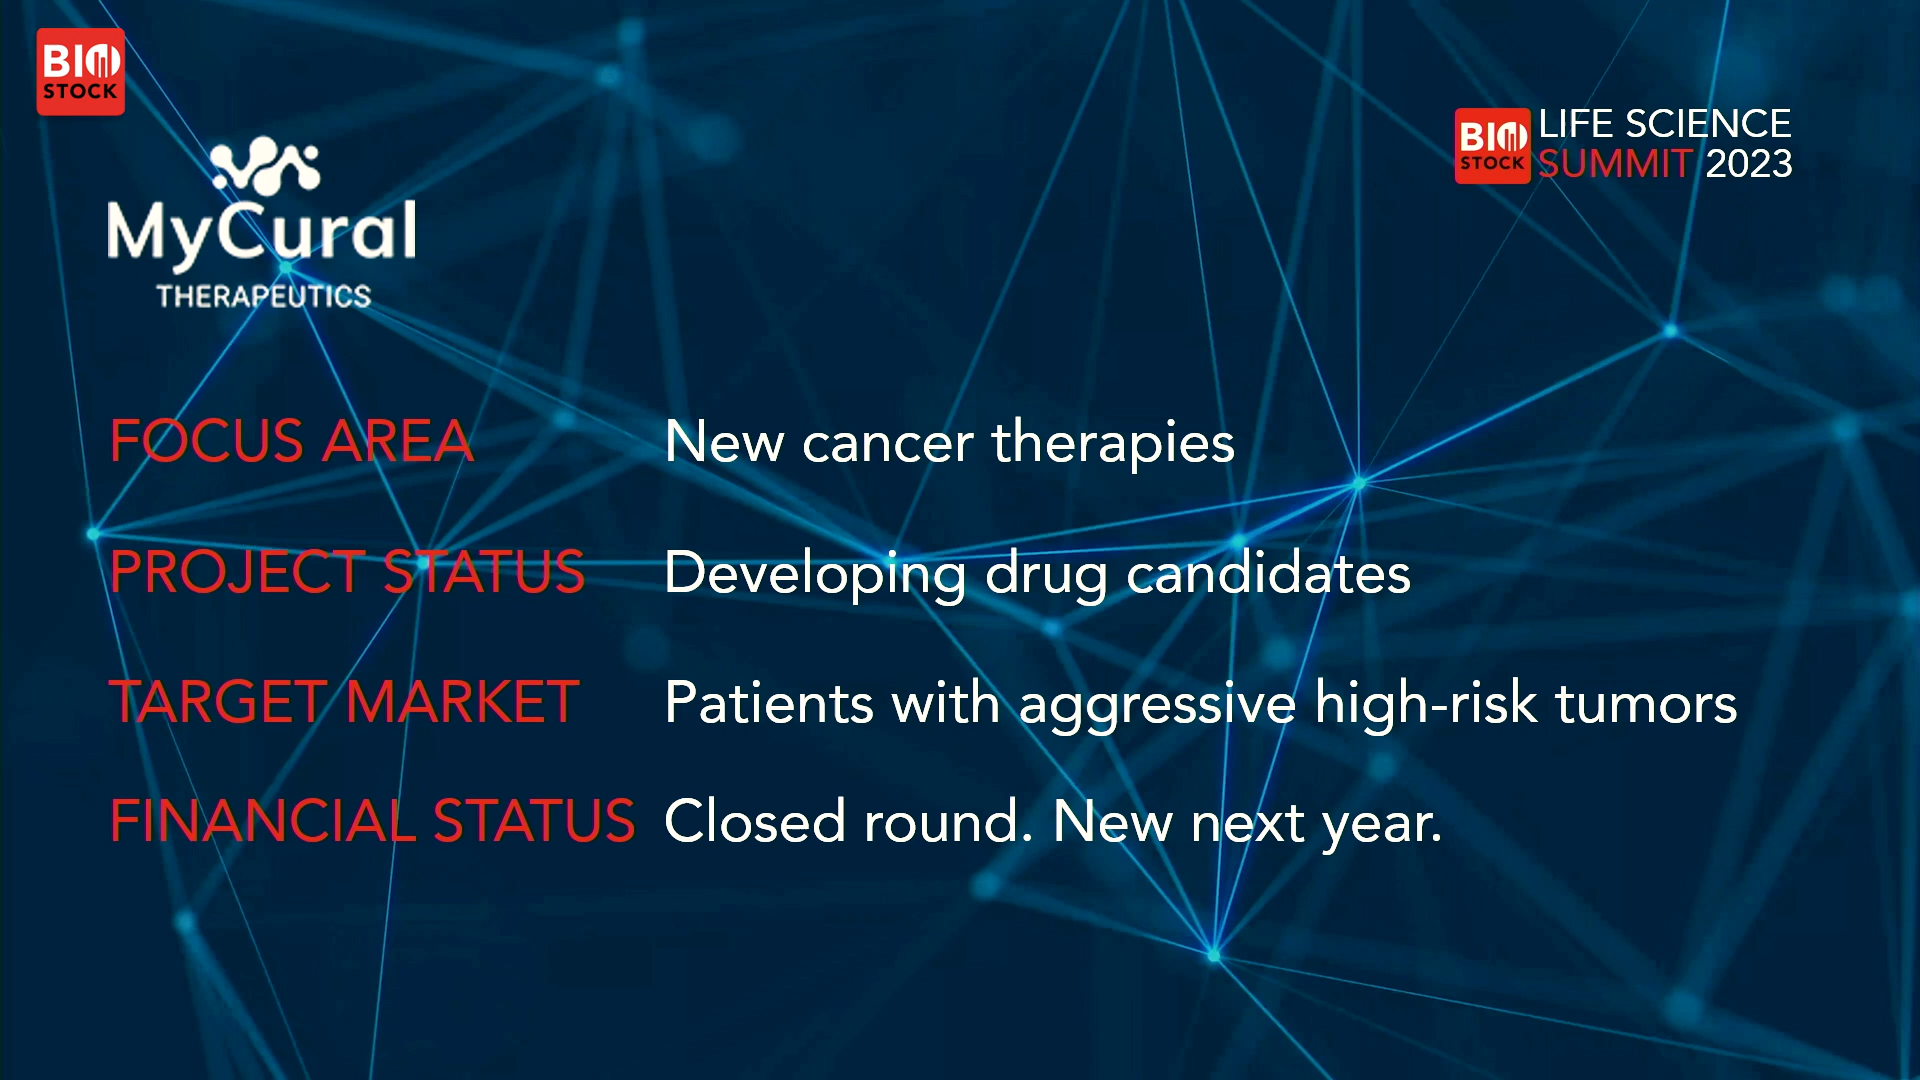 BIO
STOCK
MyCural
THERAPEUTICS
BIO
STOCK
LIFE SCIENCE
SUMMIT 2023
FOCUS AREA New cancer therapies
PROJECT STATUS Developing drug candidates
TARGET MARKET Patients with aggressive high-risk tumors
FINANCIAL STATUS Closed round. New next year.